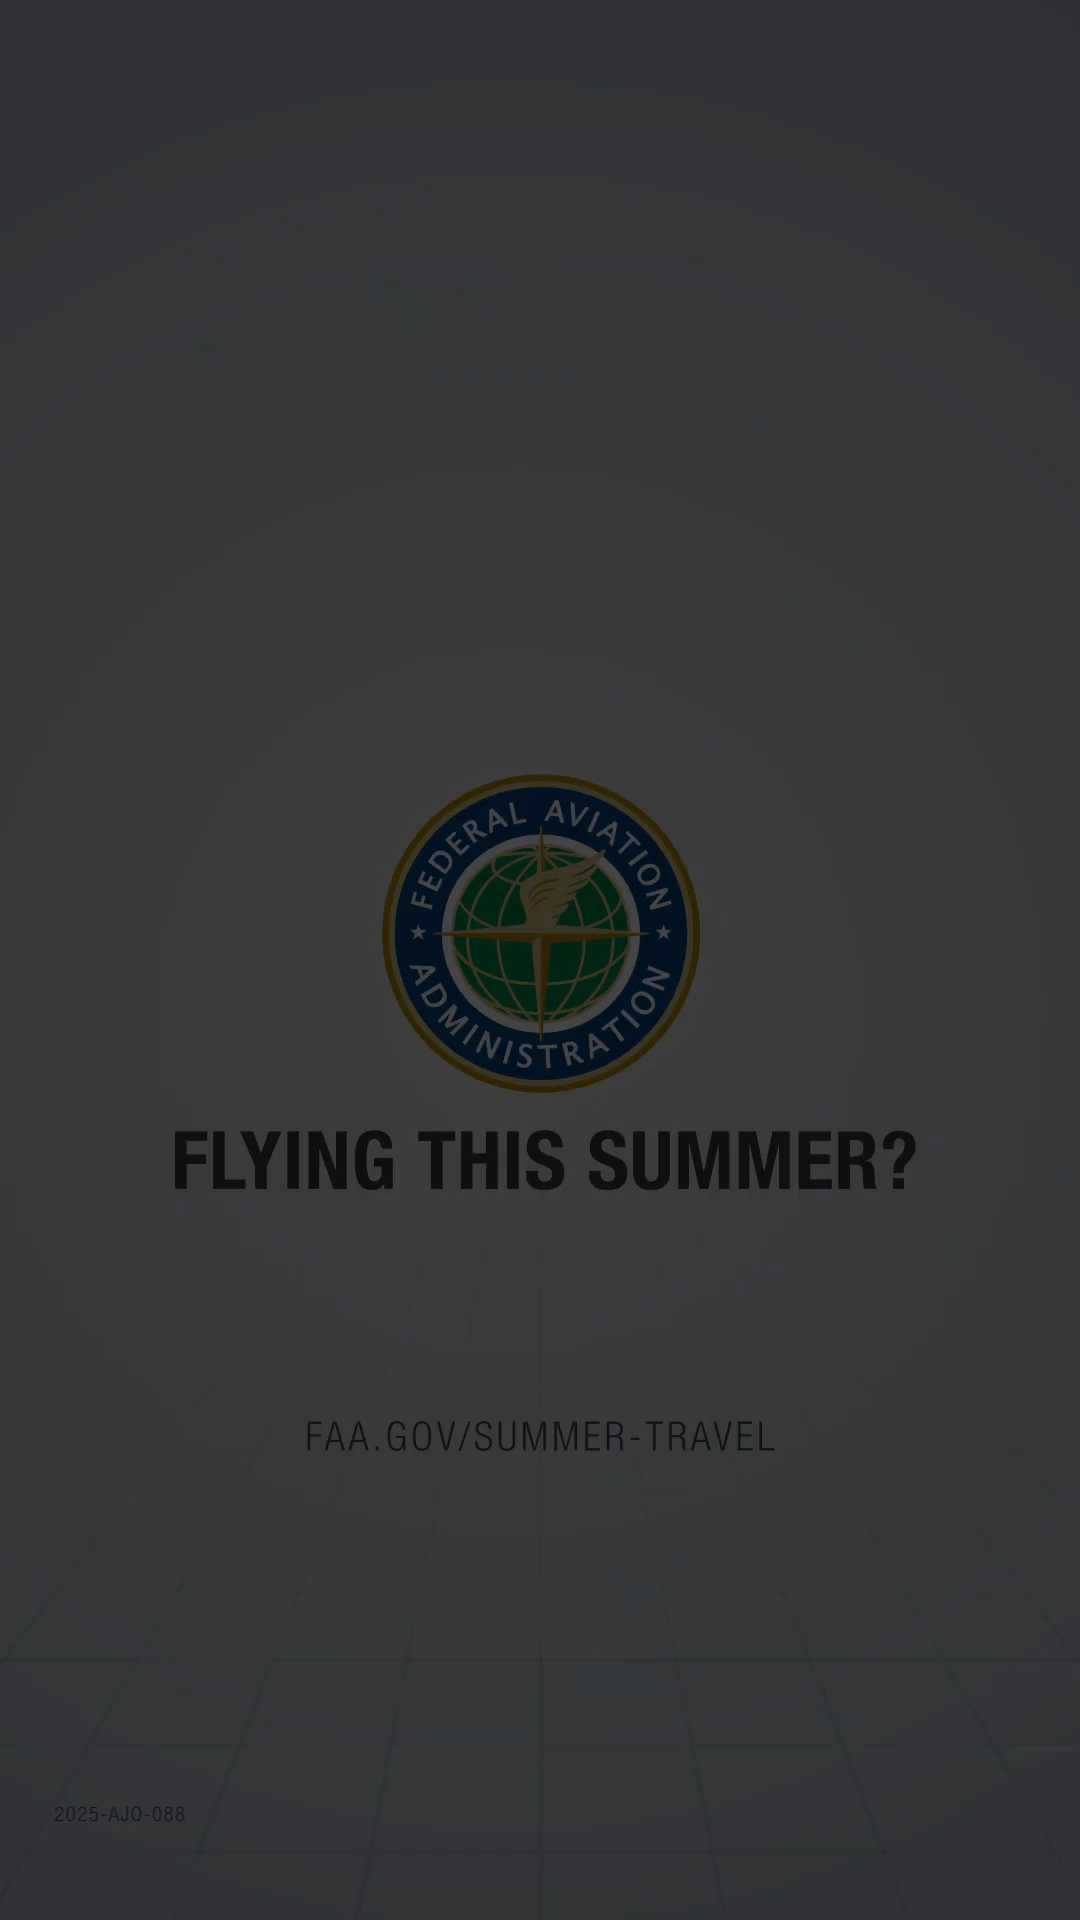 FEDERAL AVIATION
ADMINISTRATION
FLYING THIS SUMMER?
FAA.GOV/SUMMER-TRAVEL
2025-AJO-088